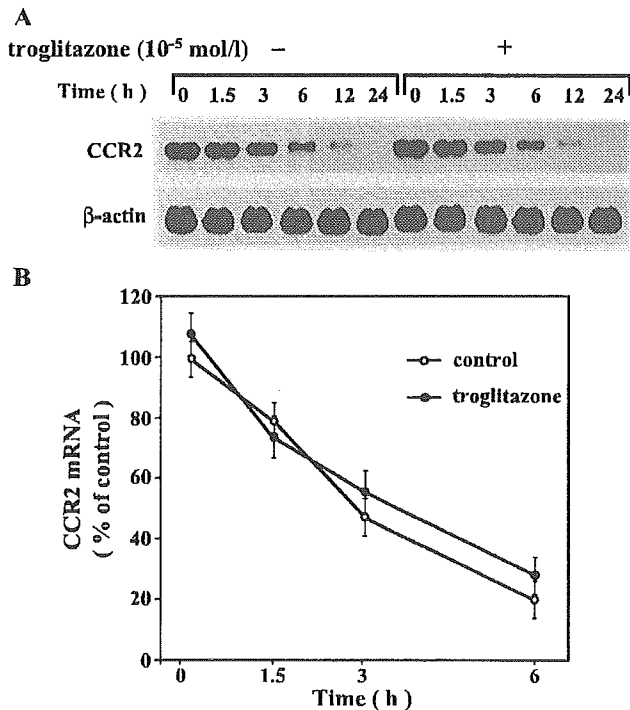 A
troglitazone (10-5 mol/l) − +
Time ( h ) 0 1.5 3 6 12 24 0 1.5 3 6 12 24
CCR2
β-actin
B
120
100
80
60
40
20
0
CCR2 mRNA
( % of control )
control
troglitazone
0 1.5 3 6
Time ( h )